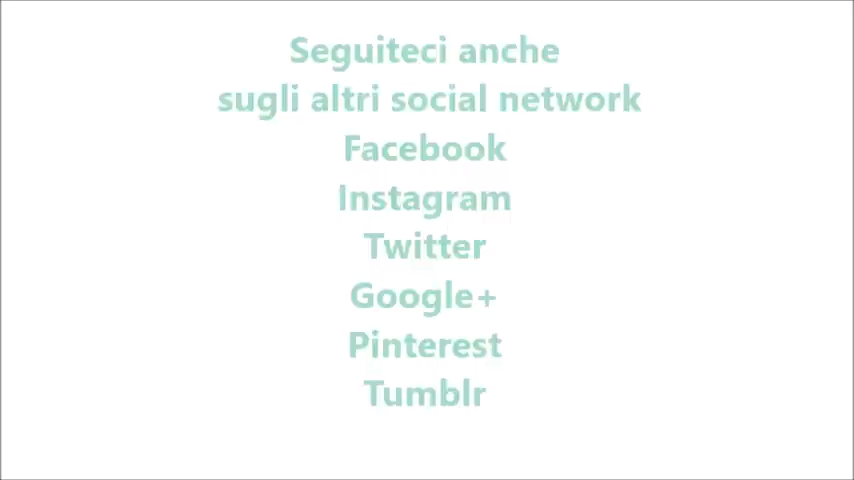 Seguiteci anche
sugli altri social network
Facebook
Instagram
Twitter
Google+
Pinterest
Tumblr